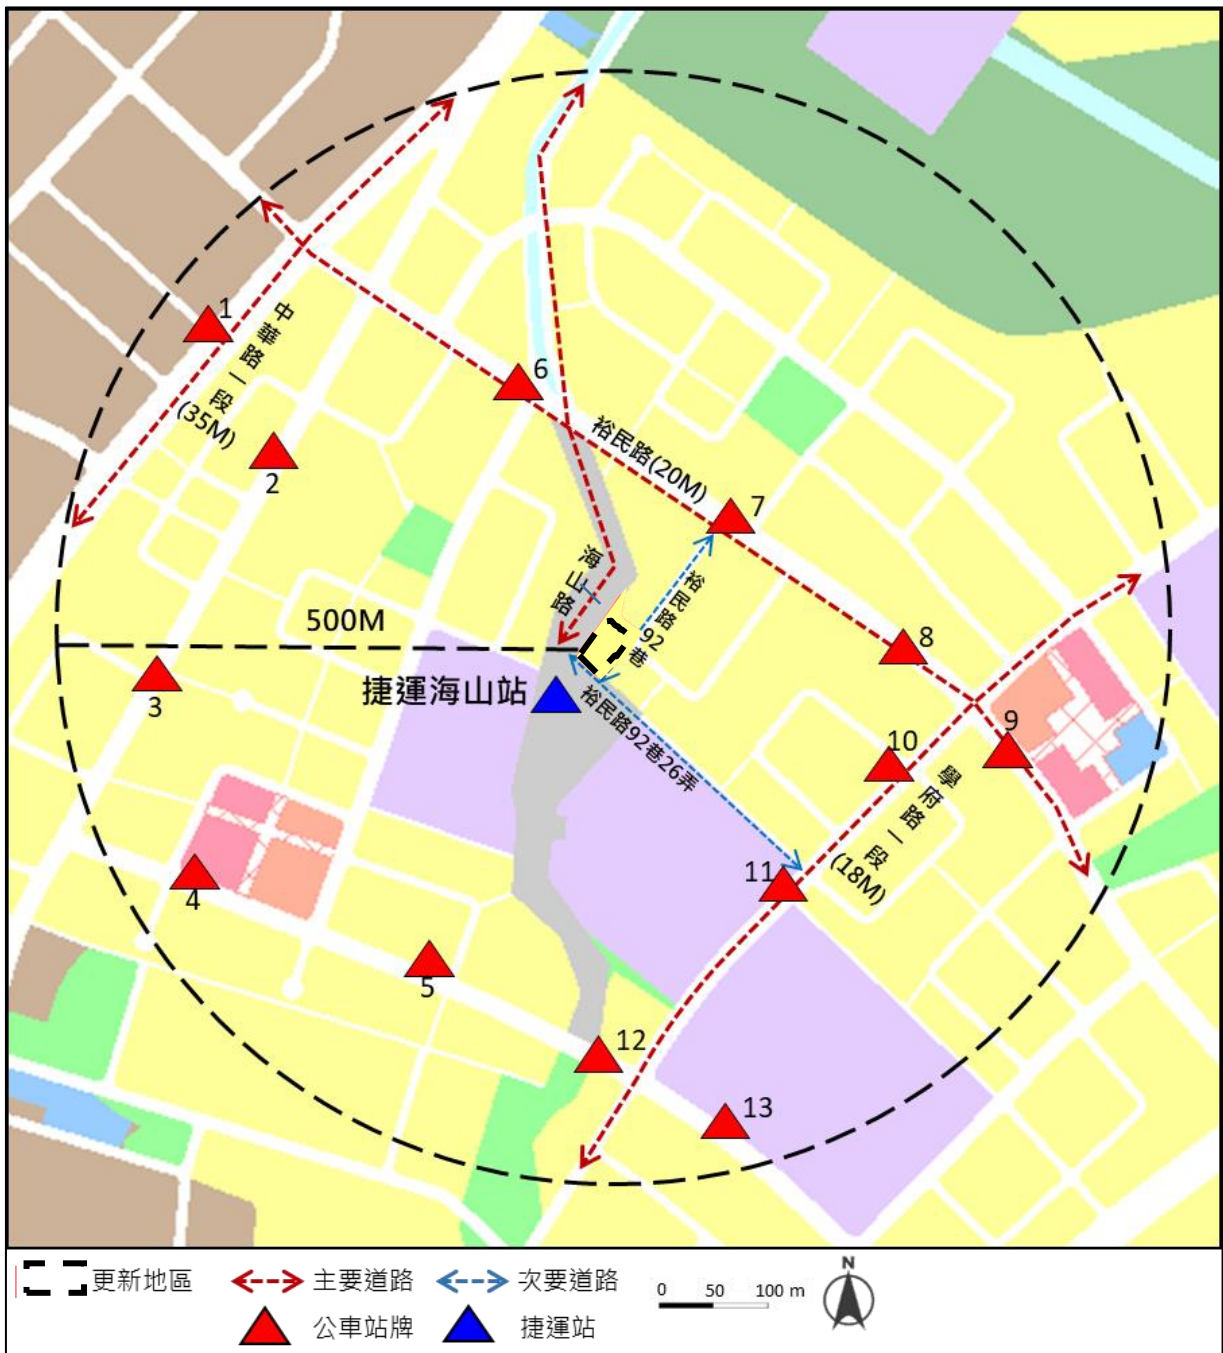 1
中華路一段
(35M)
2
6
裕民路(20M)
7
海山路
裕民路
92巷
500M
8
捷運海山站
3
裕民路92巷26弄
9
10
學府路一段
(18M)
11
4
5
12
13
更新地區
主要道路
次要道路
0 50 100 m
N
公車站牌
捷運站